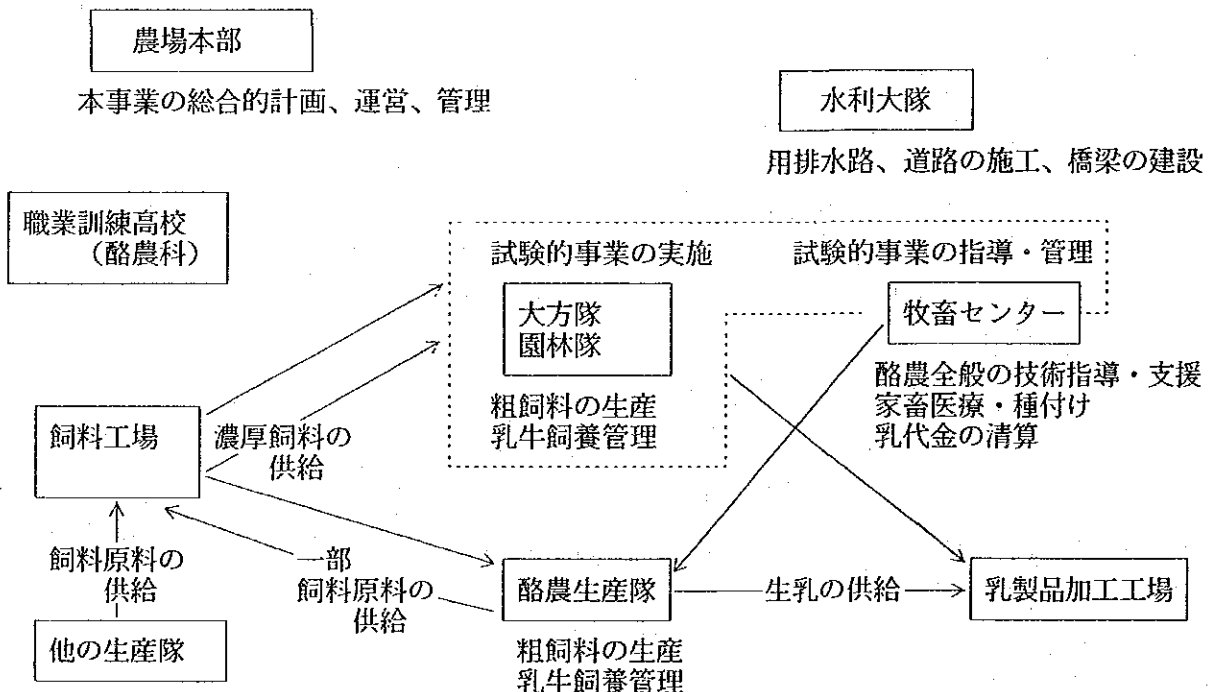 農場本部
本事業の総合的計画、運営、管理
水利大隊
用排水路、道路の施工、橋梁の建設
職業訓練高校
（酪農科）
試験的事業の実施
試験的事業の指導・管理
大方隊
園林隊
牧畜センター
粗飼料の生産
乳牛飼養管理
酪農全般の技術指導・支援
家畜医療・種付け
乳代金の清算
飼料工場
濃厚飼料の
供給
飼料原料の
供給
一部
飼料原料の
供給
酪農生産隊
生乳の供給
乳製品加工工場
他の生産隊
粗飼料の生産
乳牛飼養管理